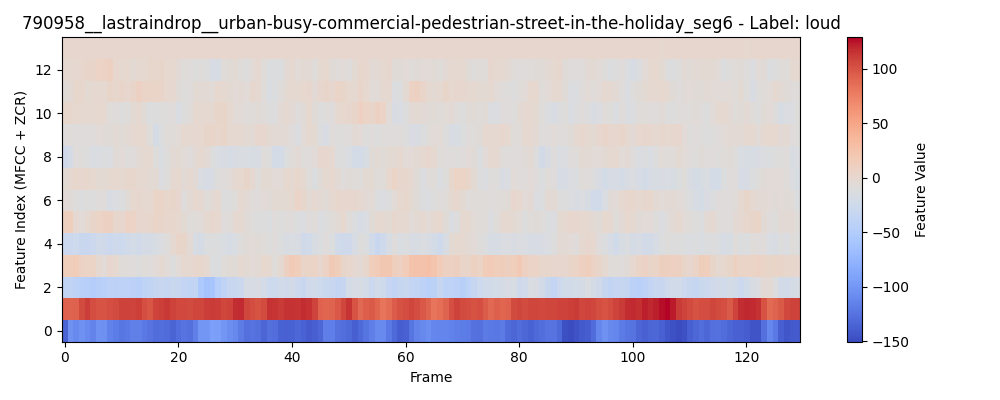 790958__lastraindrop__urban-busy-commercial-pedestrian-street-in-the-holiday_seg6 - Label: loud
Feature Index (MFCC + ZCR)
12
10
8
6
4
2
0
0 20 40 60 80 100 120
Frame
100
50
0
−50
−100
−150
Feature Value